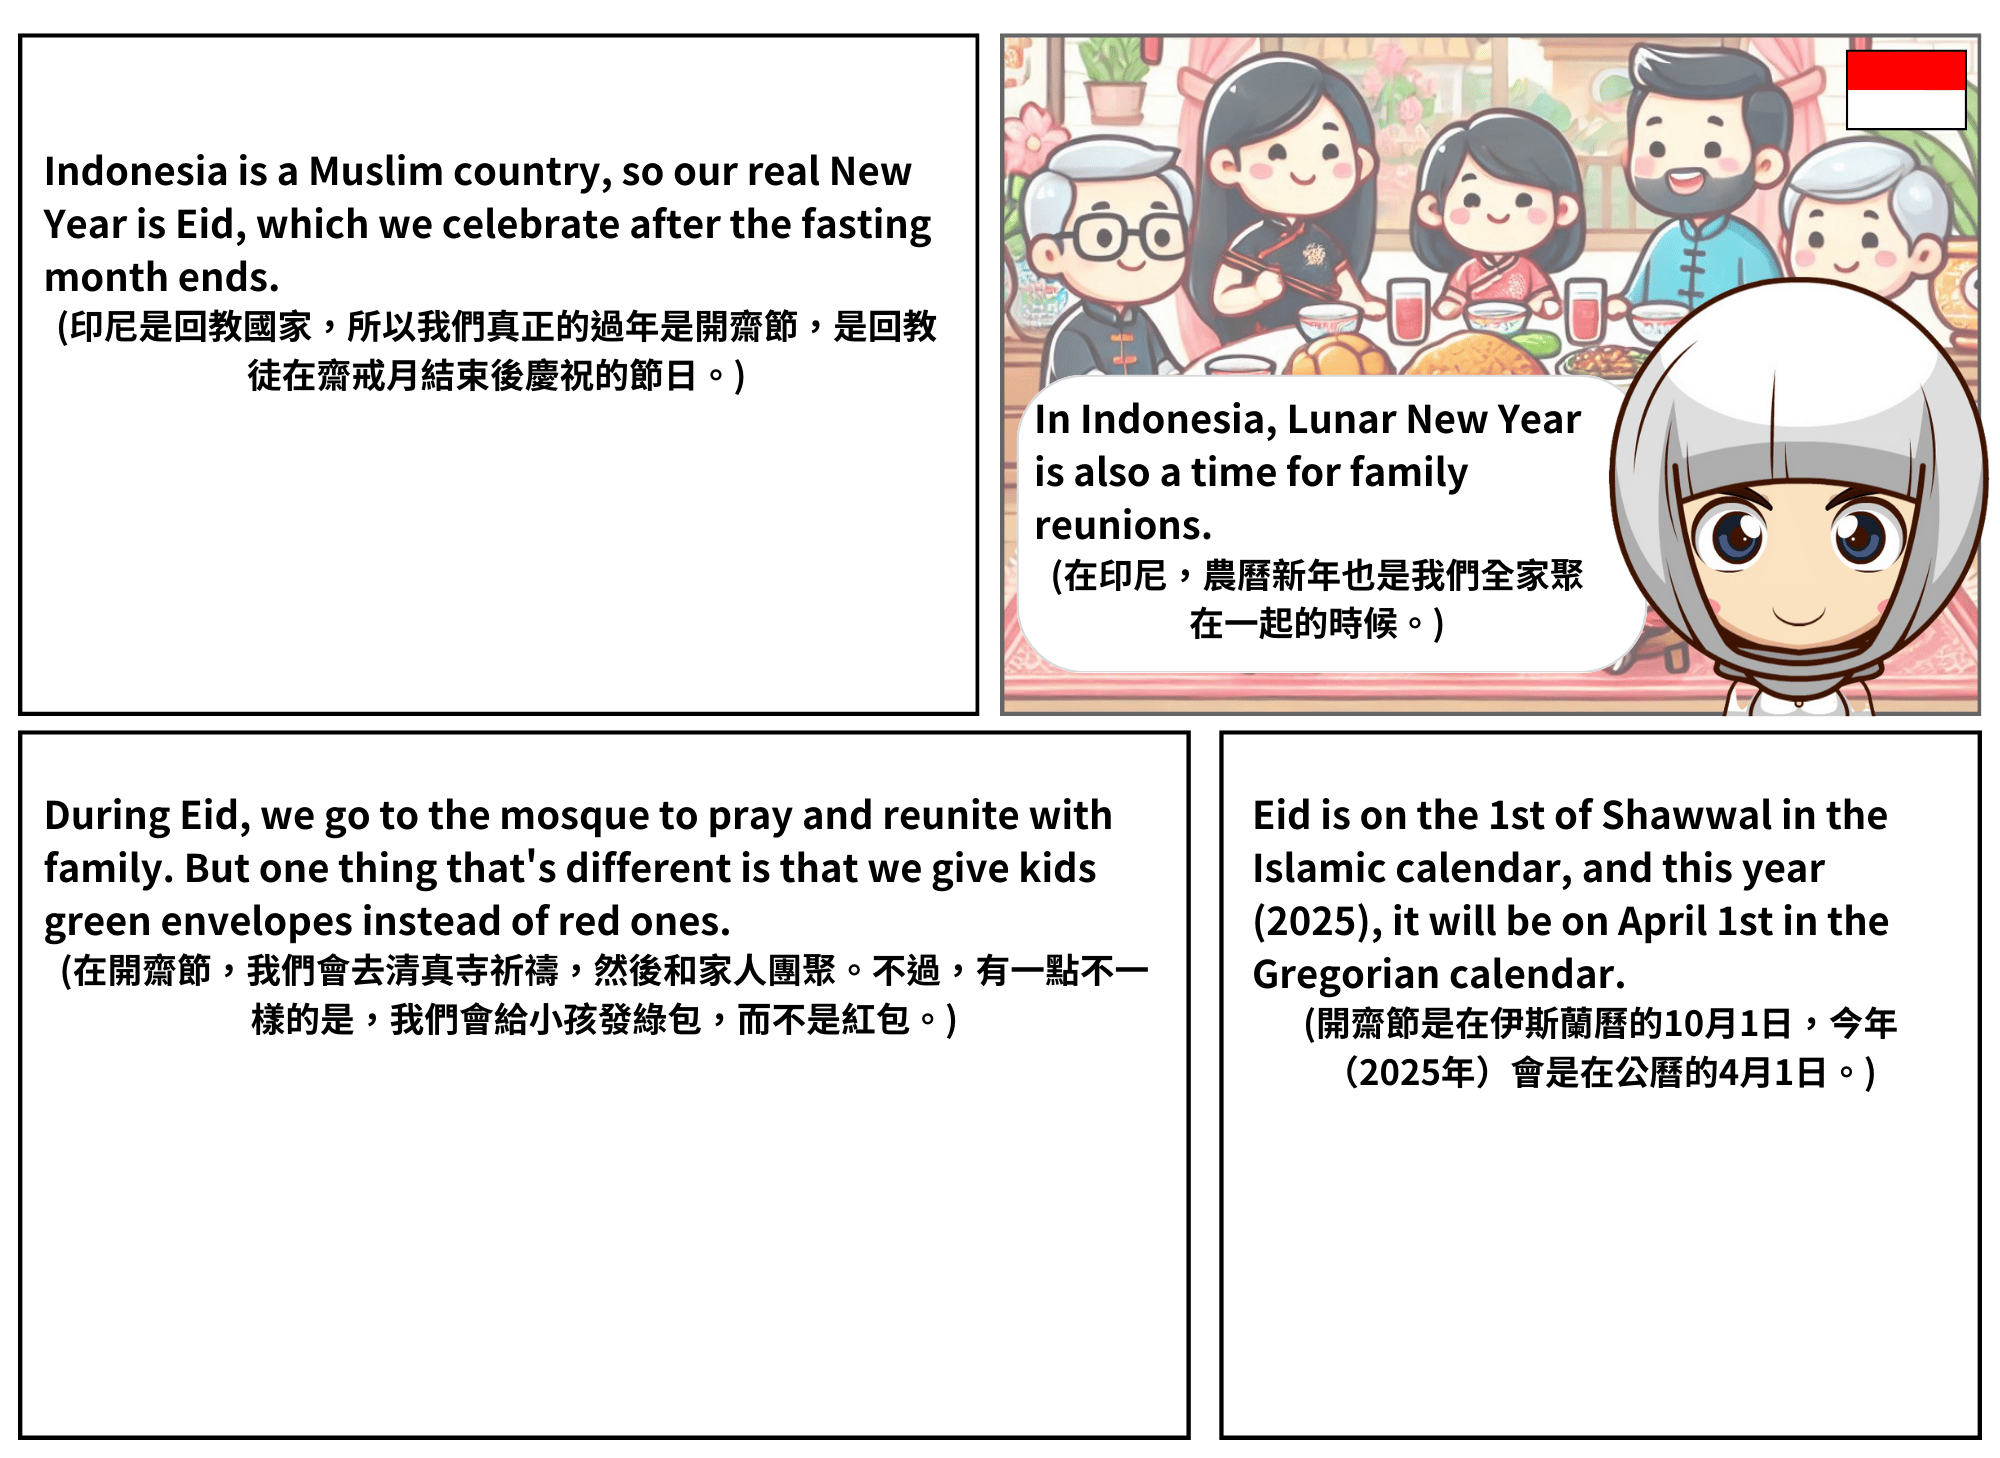 Indonesia is a Muslim country, so our real New
Year is Eid, which we celebrate after the fasting
month ends.
(印尼是回教國家，所以我們真正的過年是開齋節，是回教
徒在齋戒月結束後慶祝的節日。)
In Indonesia, Lunar New Year
is also a time for family
reunions.
(在印尼，農曆新年也是我們全家聚
在一起的時候。)
During Eid, we go to the mosque to pray and reunite with
family. But one thing that's different is that we give kids
green envelopes instead of red ones.
(在開齋節，我們會去清真寺祈禱，然後和家人團聚。不過，有一點不一
樣的是，我們會給小孩發綠包，而不是紅包。)
Eid is on the 1st of Shawwal in the
Islamic calendar, and this year
(2025), it will be on April 1st in the
Gregorian calendar.
(開齋節是在伊斯蘭曆的10月1日，今年
（2025年）會是在公曆的4月1日。)